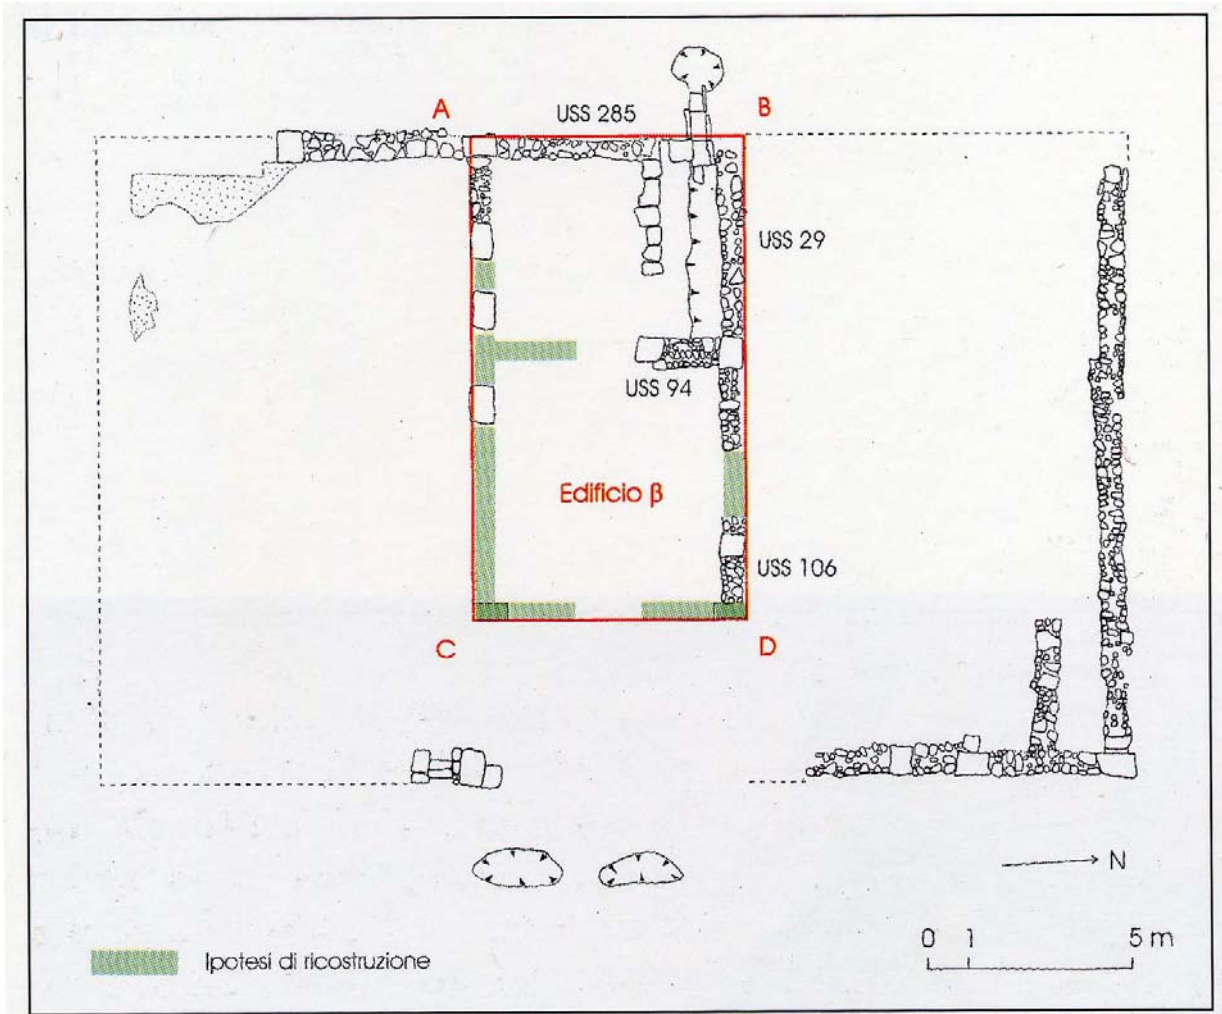 A
USS 285
B
USS 29
USS 94
Edificio β
USS 106
C
D
N
0 1 5 m
Ipotesi di ricostruzione